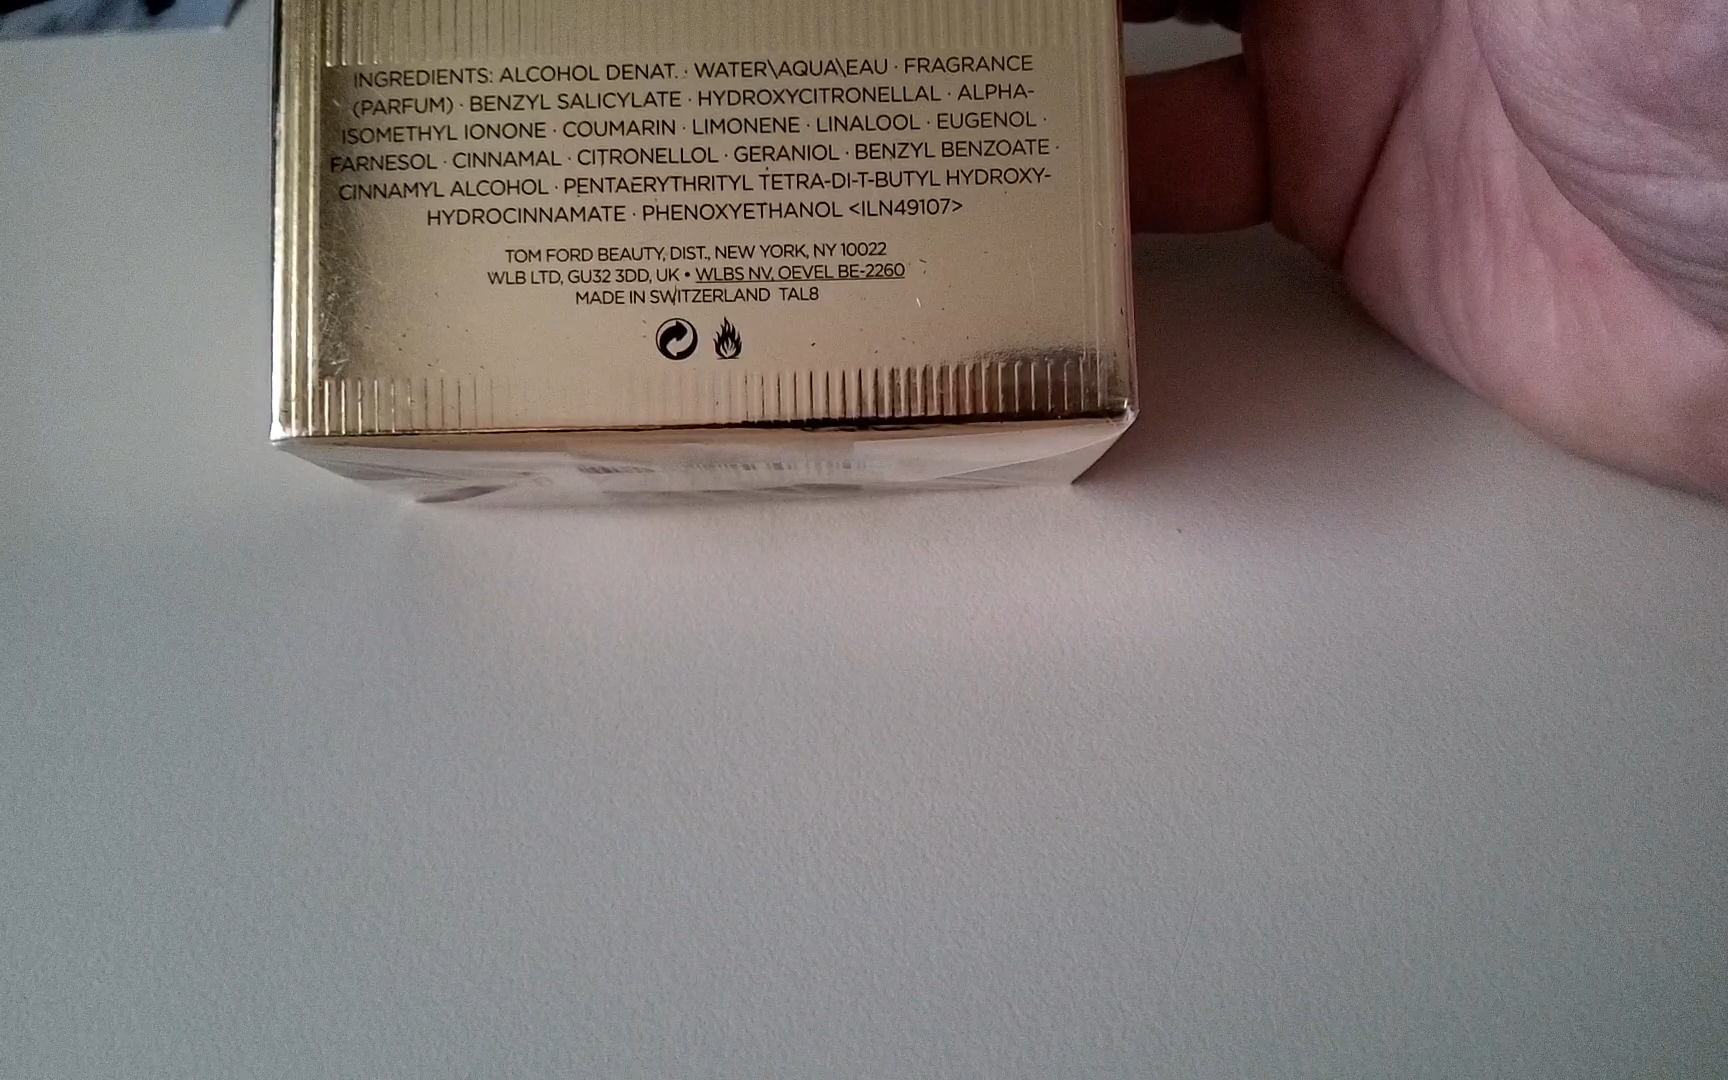 INGREDIENTS: ALCOHOL DENAT. · WATER\AQUA\EAU · FRAGRANCE
(PARFUM) · BENZYL SALICYLATE · HYDROXYCITRONELLAL · ALPHA-
ISOMETHYL IONONE · COUMARIN · LIMONENE · LINALOOL · EUGENOL ·
FARNESOL · CINNAMAL · CITRONELLOL · GERANIOL · BENZYL BENZOATE ·
CINNAMYL ALCOHOL · PENTAERYTHRITYL TETRA-DI-T-BUTYL HYDROXY-
HYDROCINNAMATE · PHENOXYETHANOL <ILN49107>
TOM FORD BEAUTY, DIST., NEW YORK, NY 10022
WLB LTD, GU32 3DD, UK • WLBS NV, OEVEL BE-2260
MADE IN SWITZERLAND TAL8